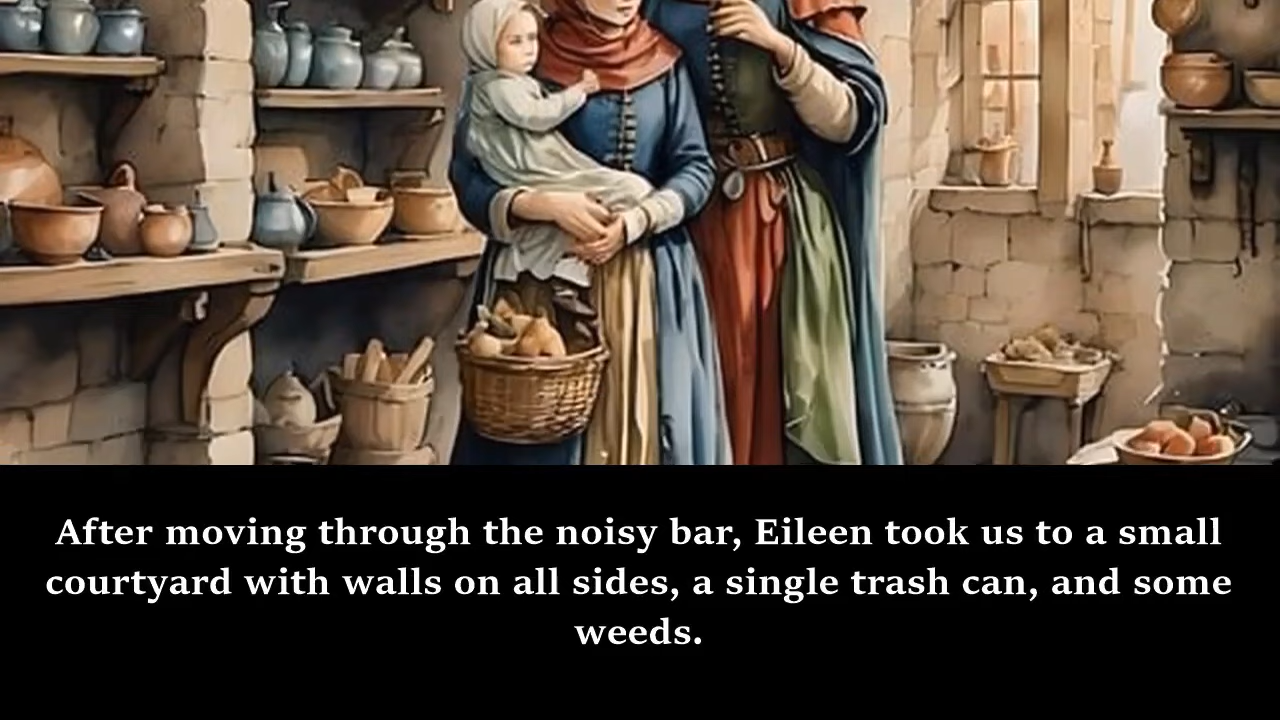 After moving through the noisy bar, Eileen took us to a small
courtyard with walls on all sides, a single trash can, and some
weeds.